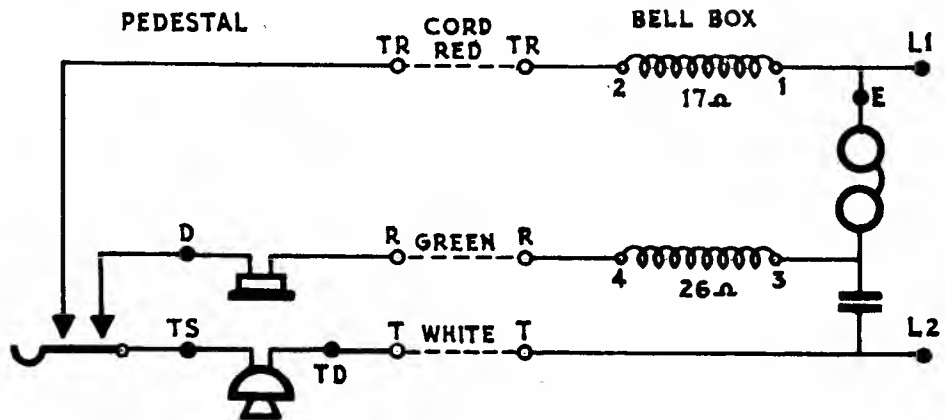 PEDESTAL
CORD
BELL BOX
TR RED TR
L1
2 17Ω 1
E
D
R GREEN R
4 26Ω 3
TS
T WHITE T
L2
TD